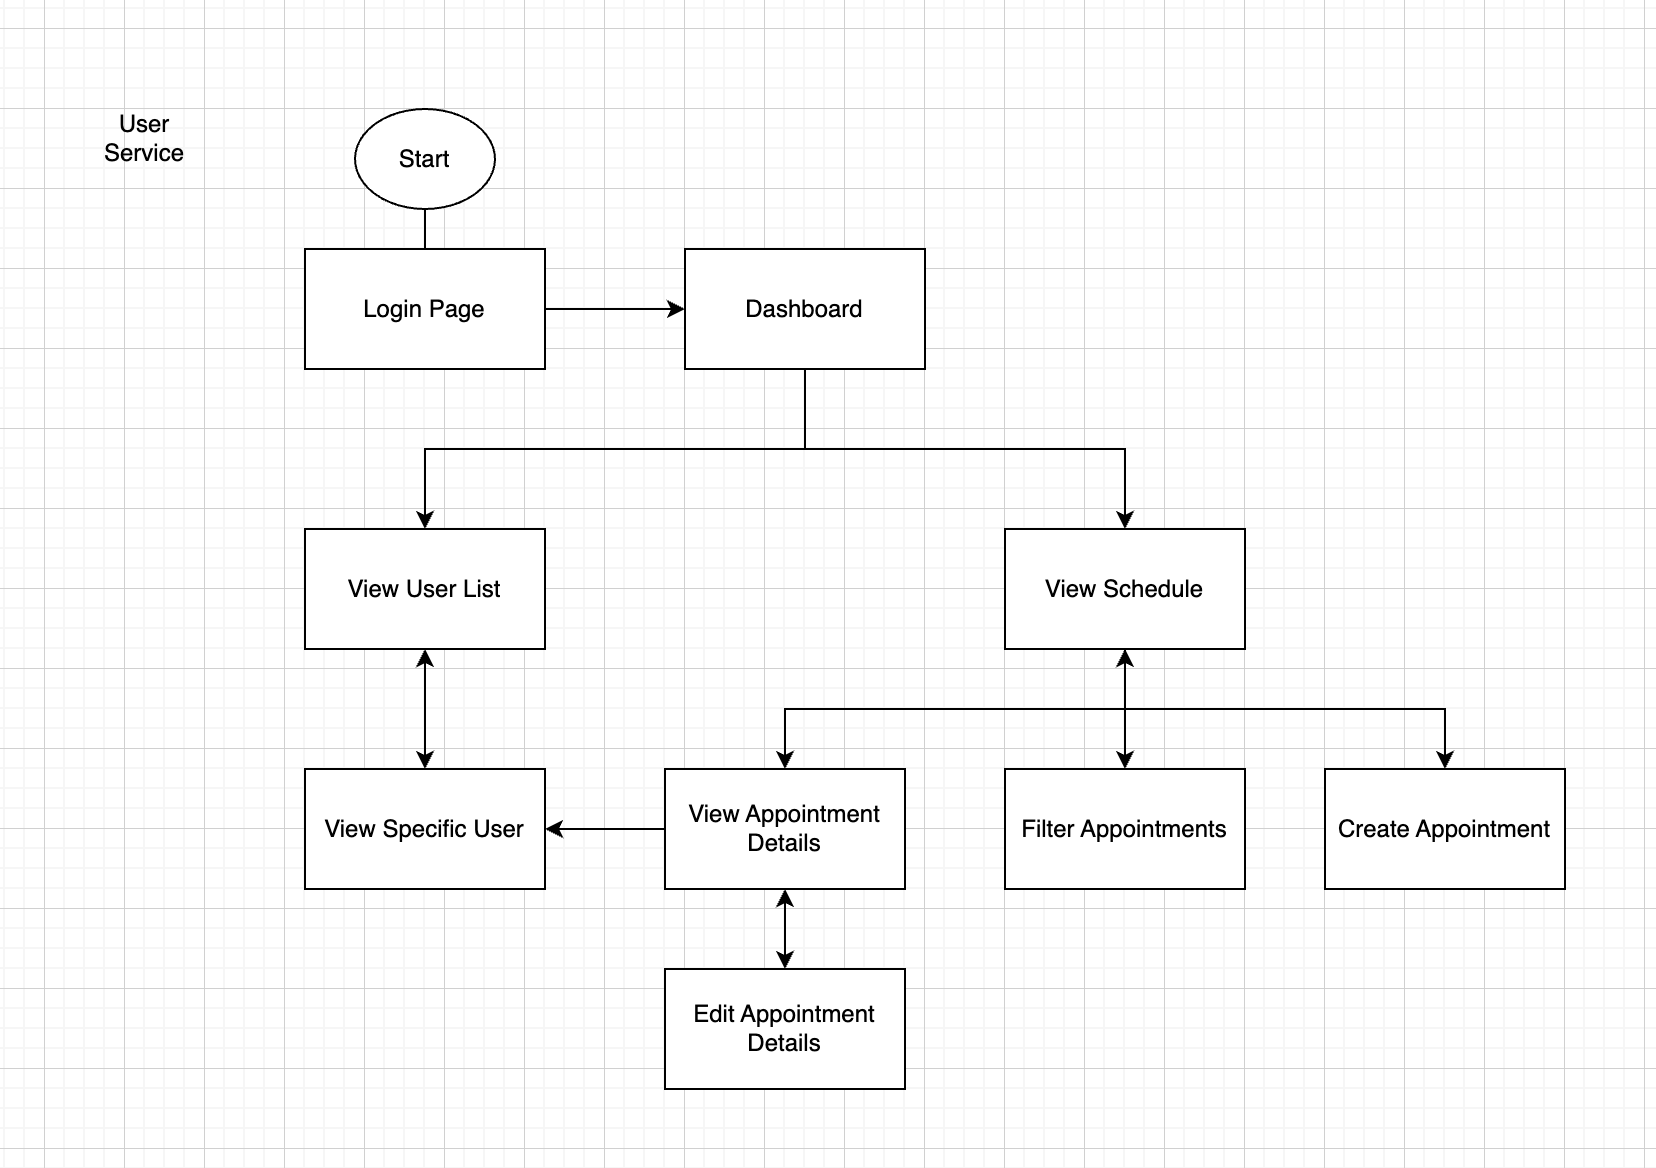 User
Service
Start
Login Page
Dashboard
View User List
View Schedule
View Specific User
View Appointment
Details
Filter Appointments
Create Appointment
Edit Appointment
Details